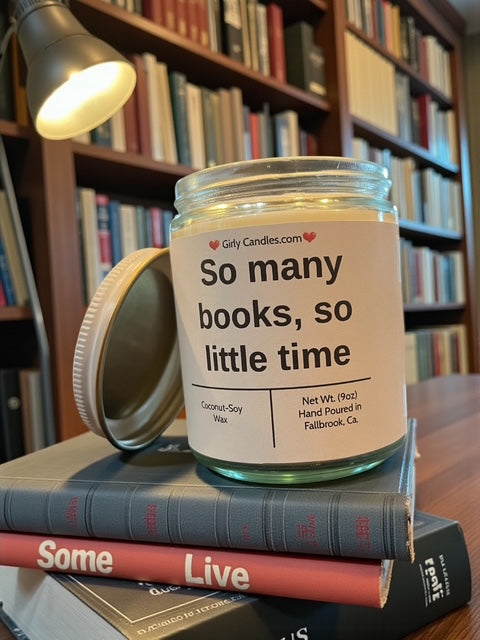 Girly Candles.com
So many
books, so
little time
Coconut-Soy
Wax
Net Wt. (9oz)
Hand Poured in
Fallbrook, Ca.
Some Live